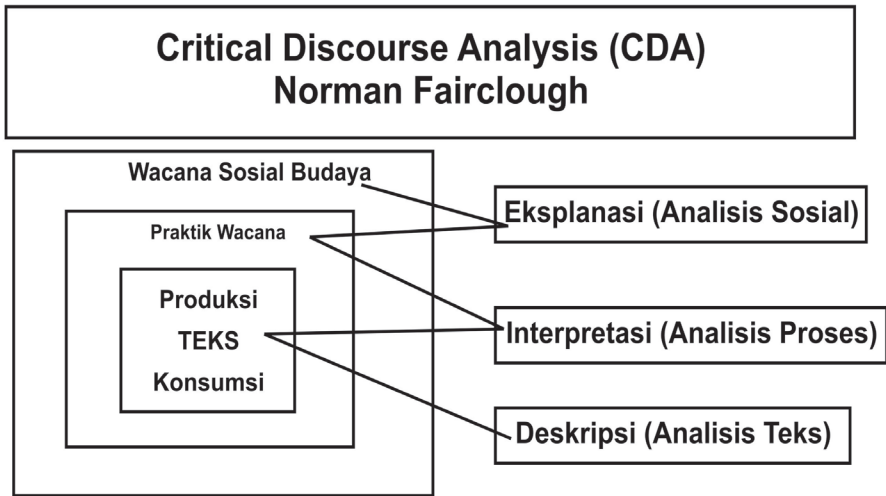 Critical Discourse Analysis (CDA)
Norman Fairclough
Wacana Sosial Budaya
Praktik Wacana
Produksi
TEKS
Konsumsi
Eksplanasi (Analisis Sosial)
Interpretasi (Analisis Proses)
Deskripsi (Analisis Teks)